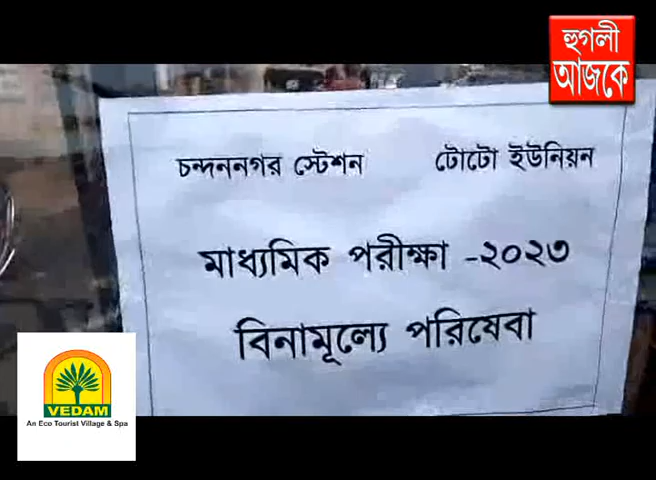 হুগলী
আজকে
চন্দননগর স্টেশন টোটো ইউনিয়ন
মাধ্যমিক পরীক্ষা -২০২৩
বিনামূল্যে পরিষেবা
VEDAM
An Eco Tourist Village & Spa